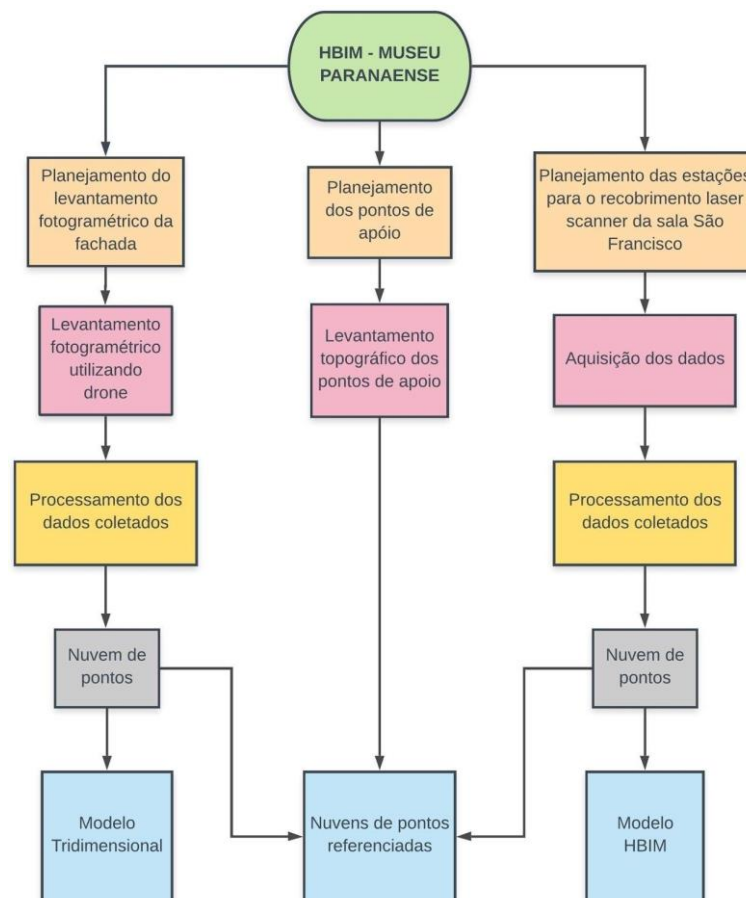 HBIM - MUSEU
PARANAENSE
Planejamento do
levantamento
fotogramétrico da
fachada
Planejamento
dos pontos de
apóio
Planejamento das estações
para o recobrimento laser
scanner da sala São
Francisco
Levantamento
fotogramétrico
utilizando
drone
Levantamento
topográfico dos
pontos de apoio
Aquisição dos dados
Processamento dos
dados coletados
Processamento dos
dados coletados
Nuvem de
pontos
Nuvem de
pontos
Modelo
Tridimensional
Nuvens de pontos
referenciadas
Modelo
HBIM